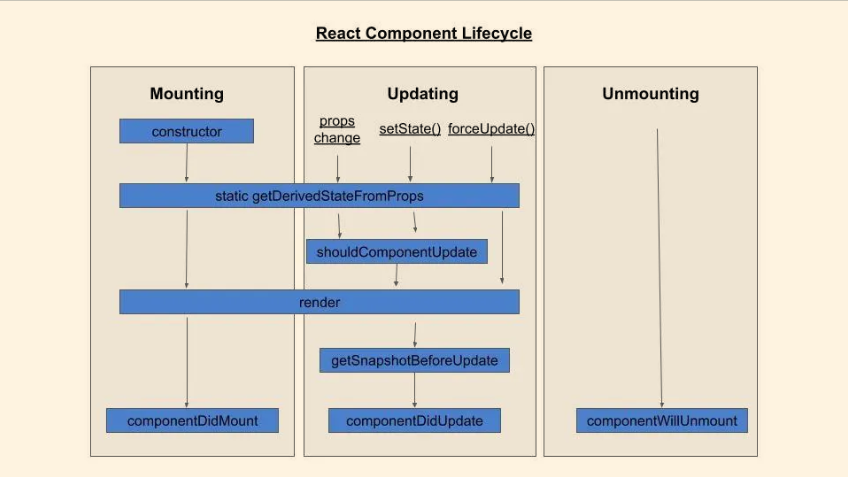 React Component Lifecycle
Mounting
Updating
Unmounting
props
change
setState()
forceUpdate()
constructor
static getDerivedStateFromProps
shouldComponentUpdate
render
getSnapshotBeforeUpdate
componentDidMount
componentDidUpdate
componentWillUnmount